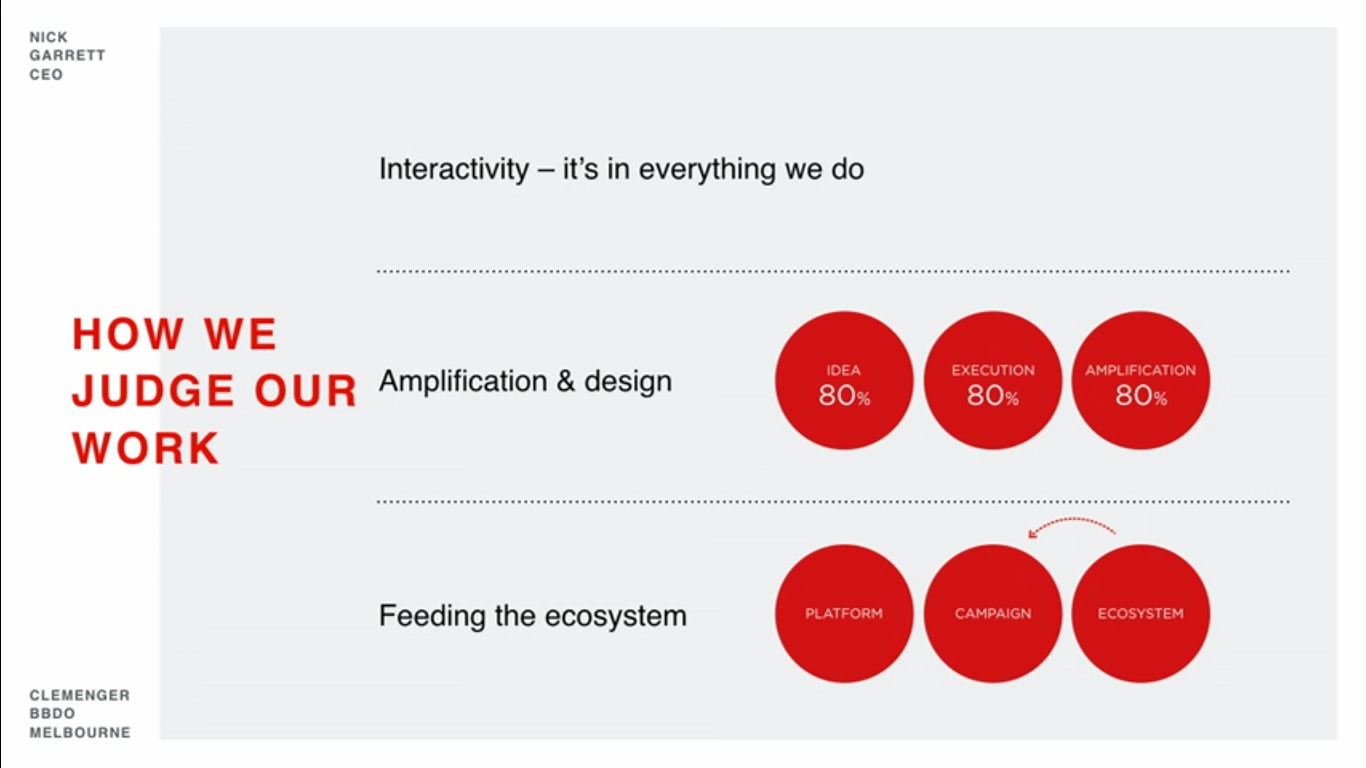 NICK
GARRETT
CEO
Interactivity – it’s in everything we do
HOW WE
JUDGE OUR
WORK
Amplification & design
IDEA
80%
EXECUTION
80%
AMPLIFICATION
80%
Feeding the ecosystem
PLATFORM
CAMPAIGN
ECOSYSTEM
CLEMENGER
BBDO
MELBOURNE